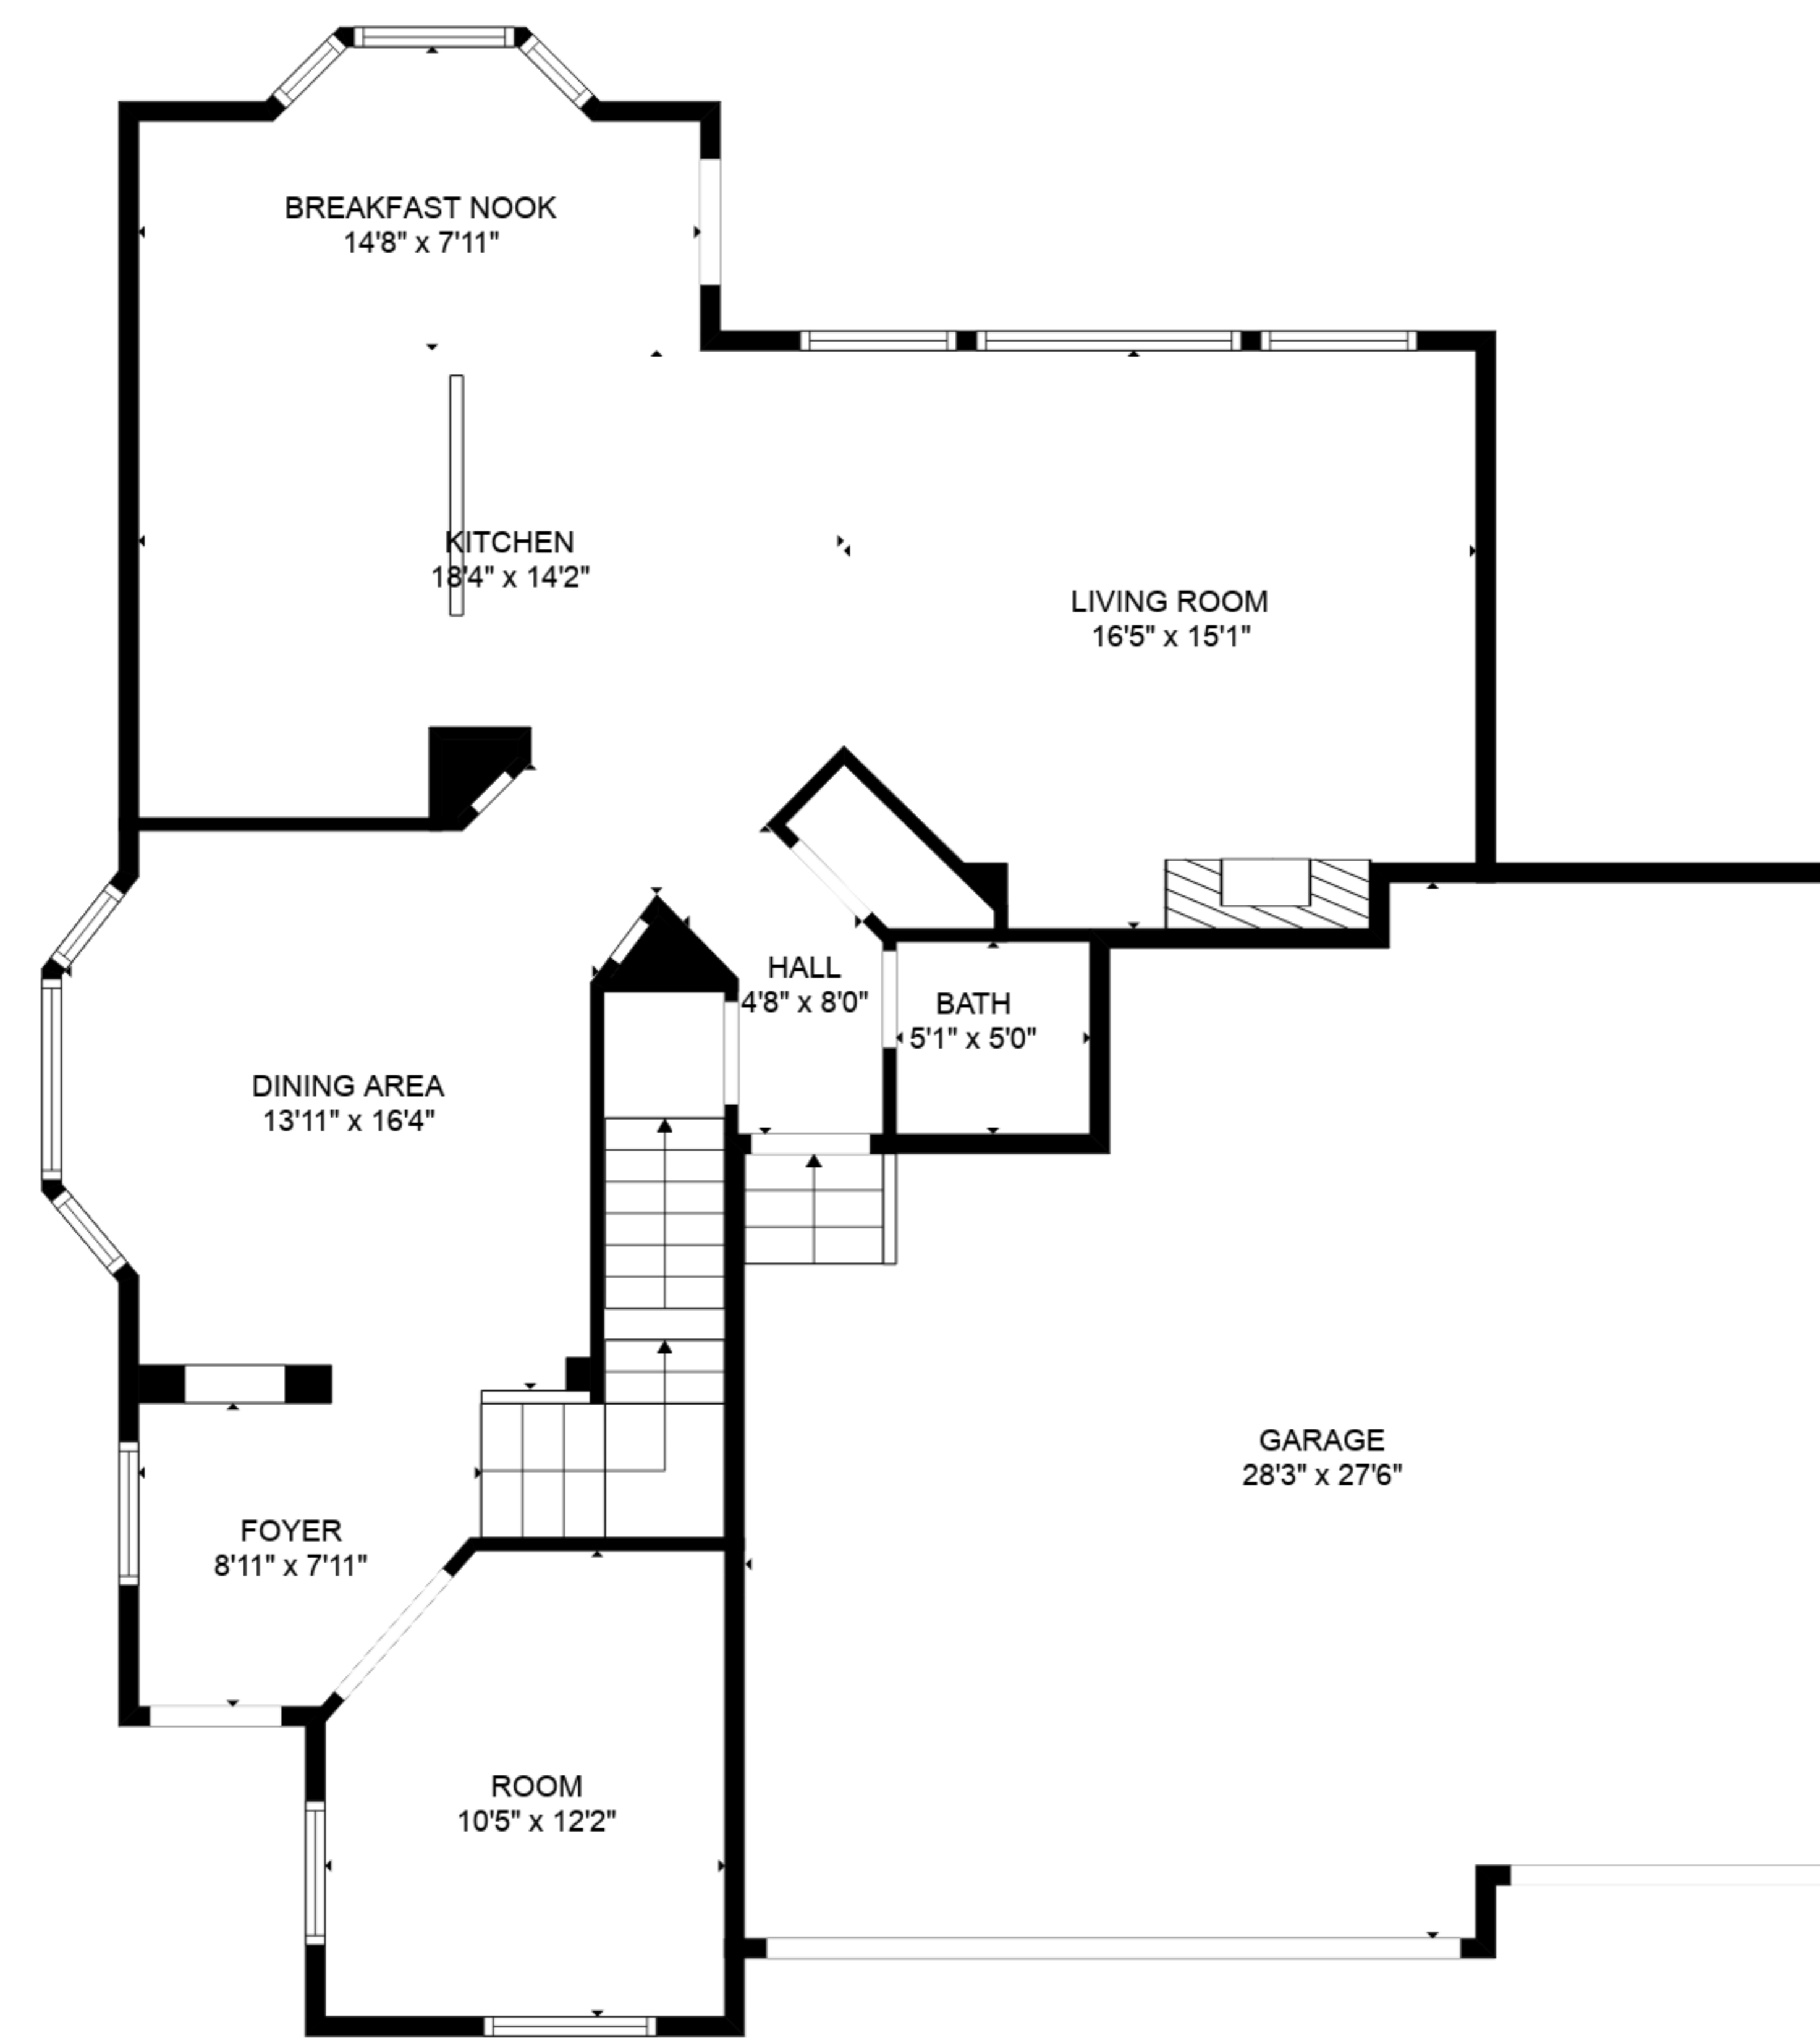 BREAKFAST NOOK
14'8" x 7'11"
KITCHEN
18'4" x 14'2"
LIVING ROOM
16'5" x 15'1"
HALL
4'8" x 8'0"
BATH
5'1" x 5'0"
DINING AREA
13'11" x 16'4"
GARAGE
28'3" x 27'6"
FOYER
8'11" x 7'11"
ROOM
10'5" x 12'2"